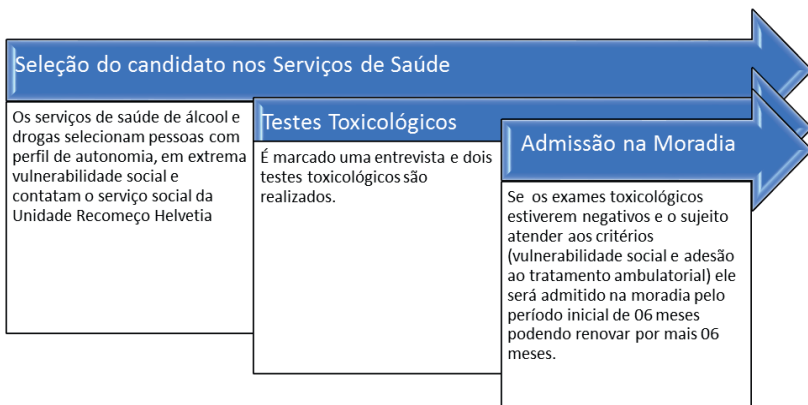 Seleção do candidato nos Serviços de Saúde
Os serviços de saúde de álcool e
drogas selecionam pessoas com
perfil de autonomia, em extrema
vulnerabilidade social e
contatam o serviço social da
Unidade Recomeço Helvetia
Testes Toxicológicos
É marcado uma entrevista e dois
testes toxicológicos são
realizados.
Admissão na Moradia
Se os exames toxicológicos
estiverem negativos e o sujeito
atender aos critérios
(vulnerabilidade social e adesão
ao tratamento ambulatorial) ele
será admitido na moradia pelo
período inicial de 06 meses
podendo renovar por mais 06
meses.